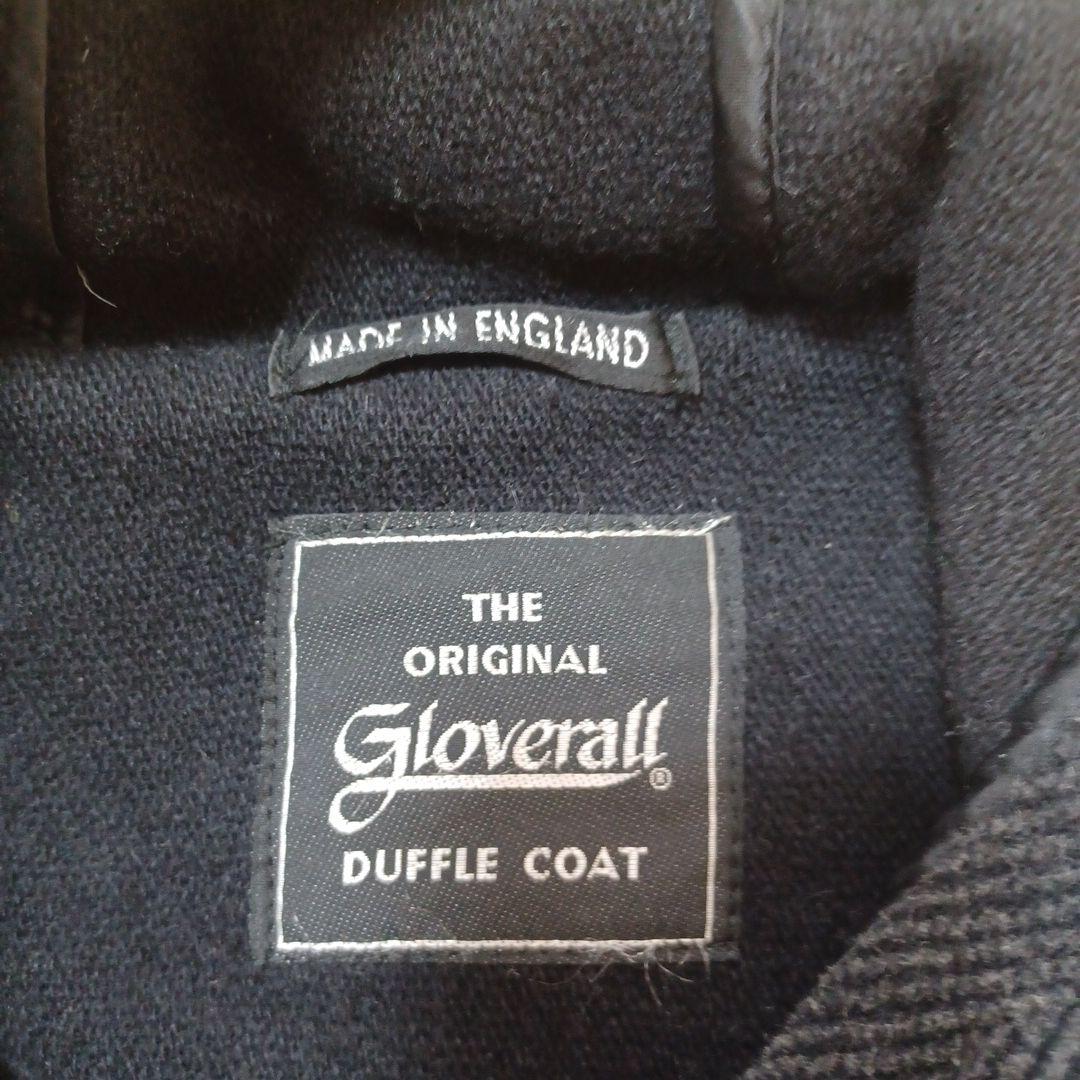 MADE IN ENGLAND
THE
ORIGINAL
Gloverall®
DUFFLE COAT